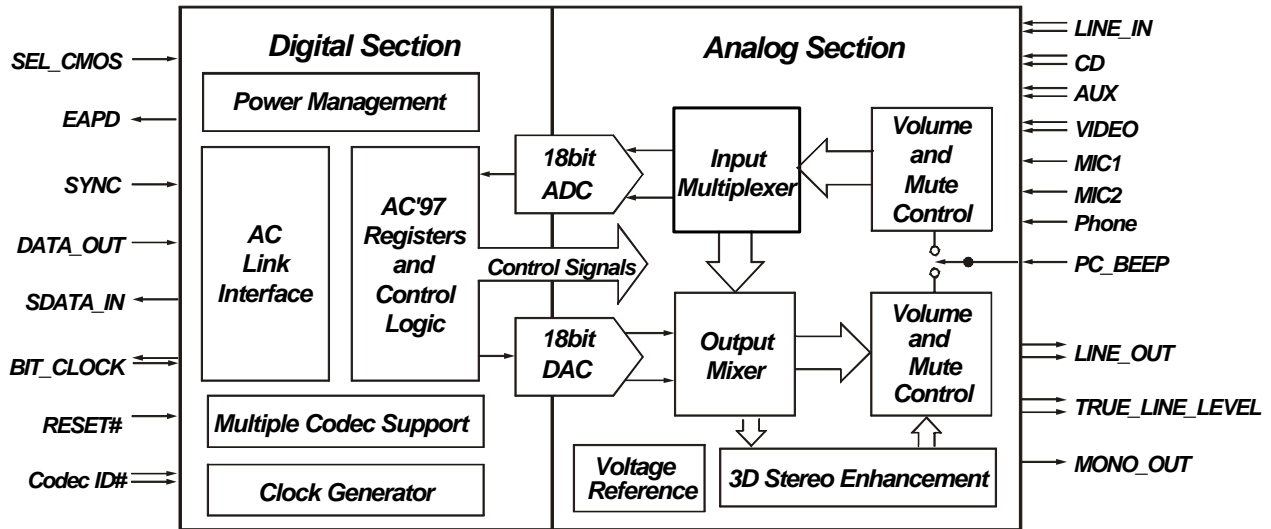 Digital Section
Analog Section
SEL_CMOS
EAPD
SYNC
DATA_OUT
SDATA_IN
BIT_CLOCK
RESET#
Codec ID#
Power Management
AC
Link
Interface
AC'97
Registers
and
Control
Logic
Multiple Codec Support
Clock Generator
18bit
ADC
Control Signals
18bit
DAC
Input
Multiplexer
Output
Mixer
Volume
and
Mute
Control
Volume
and
Mute
Control
Voltage
Reference
3D Stereo Enhancement
LINE_IN
CD
AUX
VIDEO
MIC1
MIC2
Phone
PC_BEEP
LINE_OUT
TRUE_LINE_LEVEL
MONO_OUT